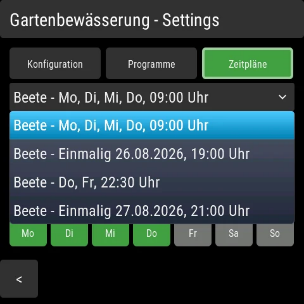 Gartenbewässerung - Settings
Konfiguration Programme Zeitpläne
Beete - Mo, Di, Mi, Do, 09:00 Uhr
Beete - Mo, Di, Mi, Do, 09:00 Uhr
Beete - Einmalig 26.08.2026, 19:00 Uhr
Beete - Do, Fr, 22:30 Uhr
Beete - Einmalig 27.08.2026, 21:00 Uhr
Mo Di Mi Do Fr Sa So
<